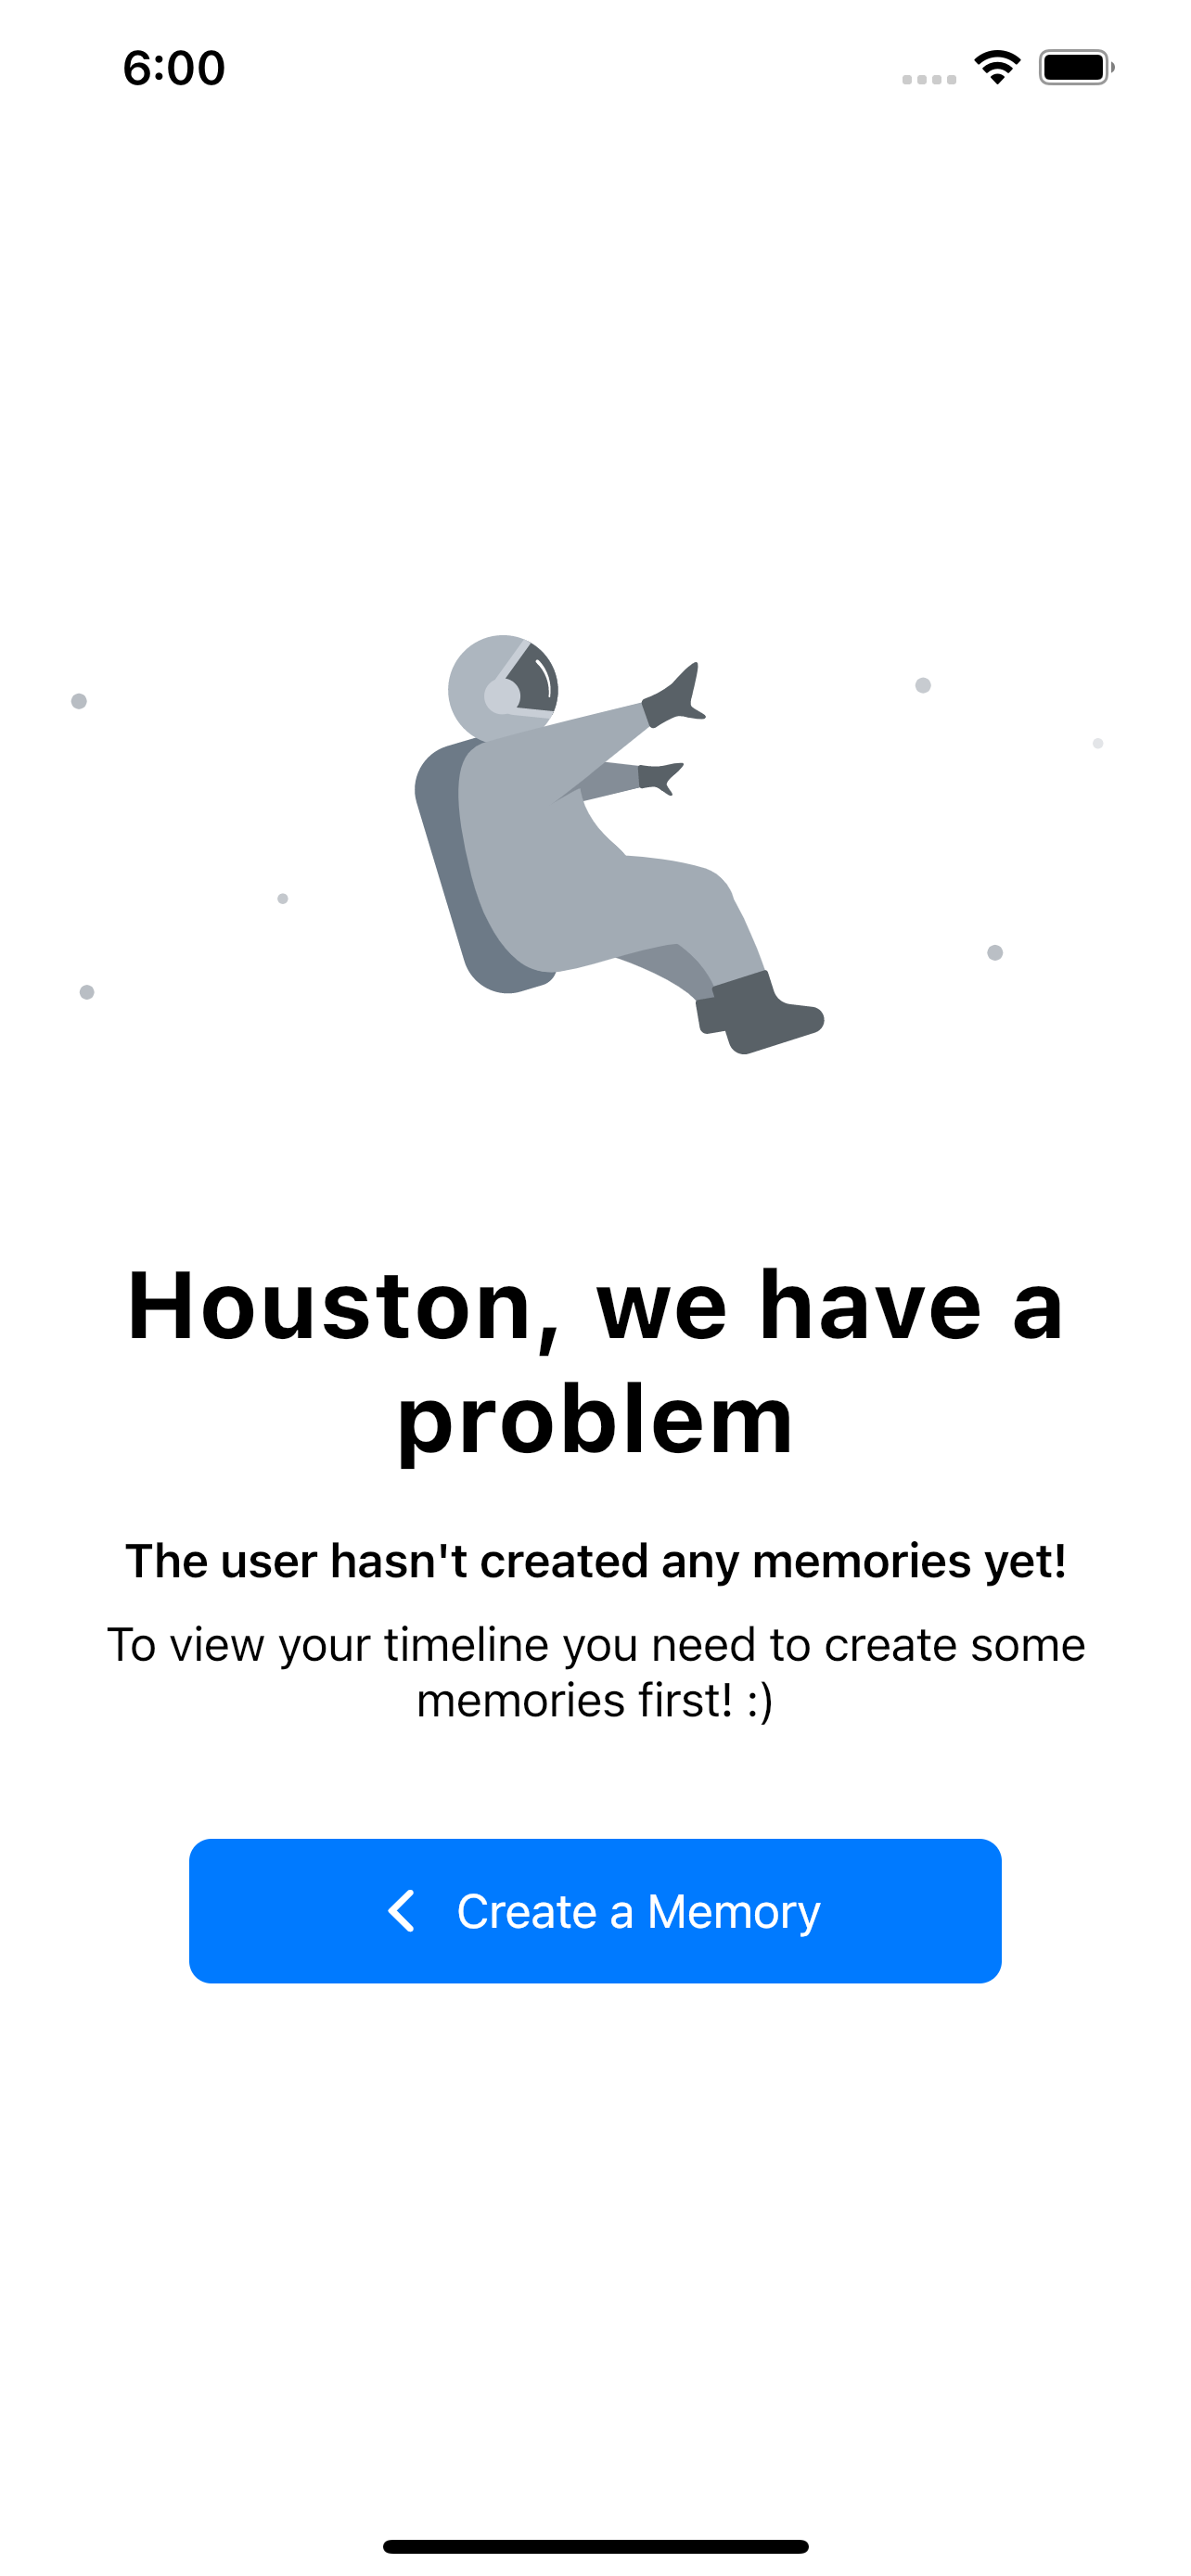 6:00
Houston, we have a
problem
The user hasn't created any memories yet!
To view your timeline you need to create some
memories first! :)
Create a Memory